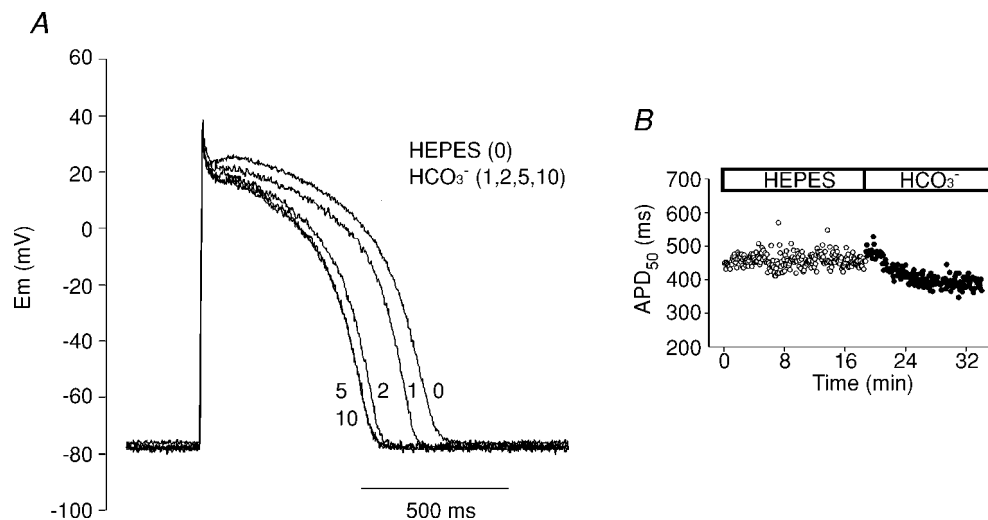 A
60
40
20
0
-20
-40
-60
-80
-100
Em (mV)
HEPES (0)
HCO₃⁻ (1,2,5,10)
5
2
1
0
10
500 ms
B
HEPES
HCO₃⁻
700
600
500
400
300
200
APD₅₀ (ms)
0
8
16
24
32
Time (min)